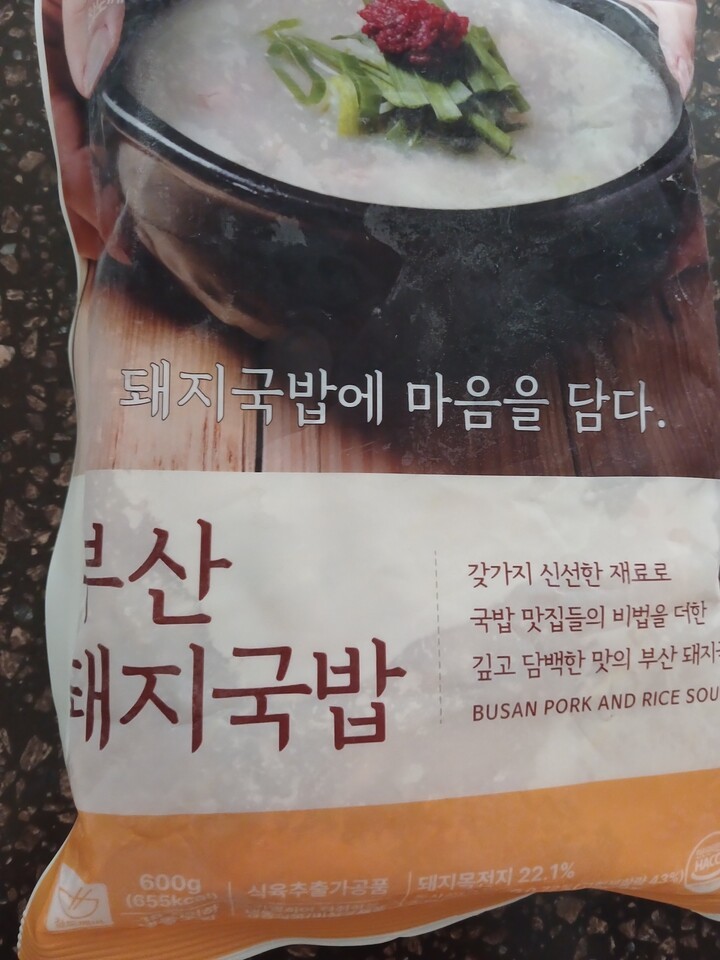 돼지국밥에 마음을 담다.
부산
돼지국밥
갖가지 신선한 재료로
국밥 맛집들의 비법을 더한
깊고 담백한 맛의 부산 돼지
BUSAN PORK AND RICE SOU
600g
(655kcal)
식육추출가공품
돼지목전지 22.1%
43%)
HACC